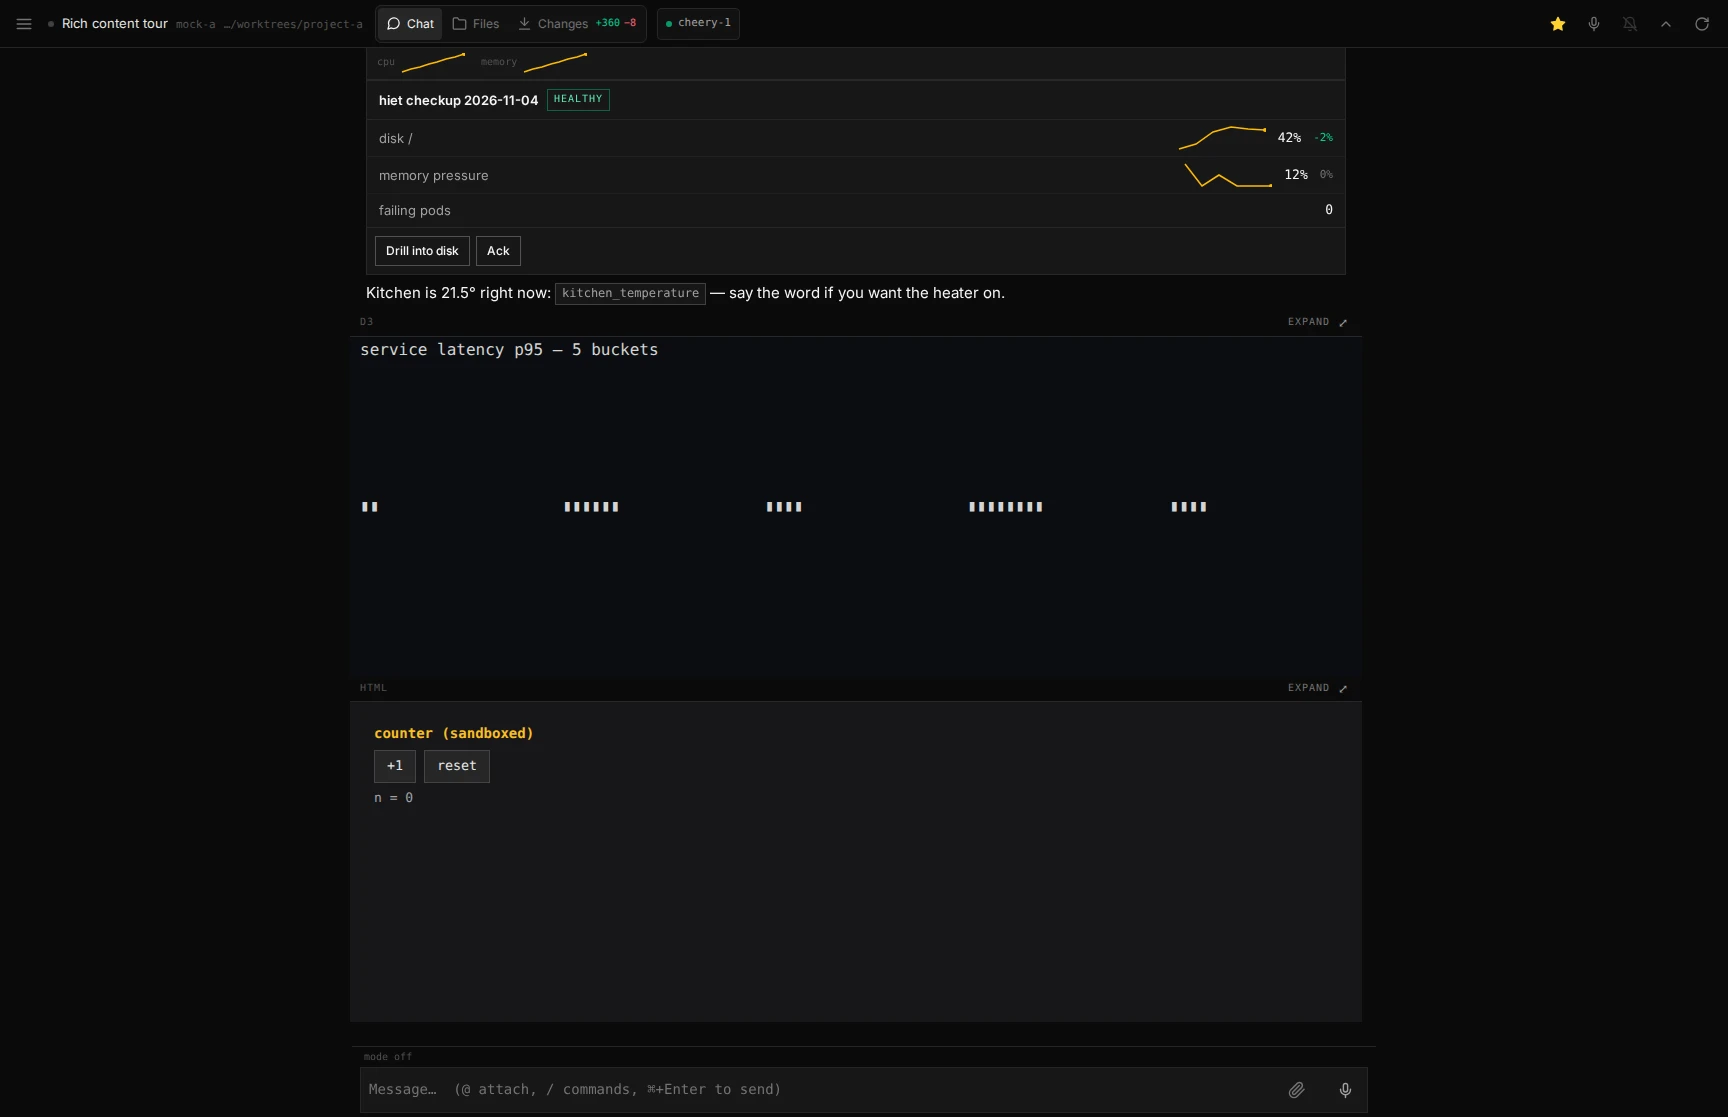 Rich content tour mock-a …/worktrees/project-a Chat Files Changes +360 −8 cheery-1
cpu memory
hiet checkup 2026-11-04 HEALTHY
disk / 42% -2%
memory pressure 12% 0%
failing pods 0
Drill into disk Ack
Kitchen is 21.5° right now: kitchen_temperature — say the word if you want the heater on.
D3 EXPAND
service latency p95 — 5 buckets
▮▮ ▮▮▮▮▮▮ ▮▮▮▮ ▮▮▮▮▮▮▮▮ ▮▮▮▮
HTML EXPAND
counter (sandboxed)
+1 reset
n = 0
mode off
Message… (@ attach, / commands, ⌘+Enter to send)